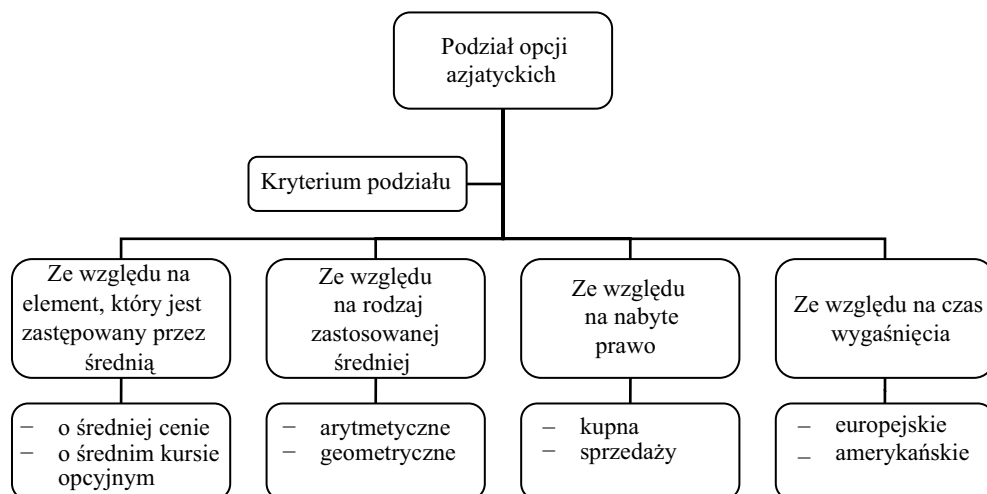 Podział opcji
azjatyckich
Kryterium podziału
Ze względu na
element, który jest
zastępowany przez
średnią
Ze względu
na rodzaj
zastosowanej
średniej
Ze względu
na nabyte
prawo
Ze względu na czas
wygaśnięcia
– o średniej cenie
– o średnim kursie
opcyjnym
– arytmetyczne
– geometryczne
– kupna
– sprzedaży
– europejskie
– amerykańskie